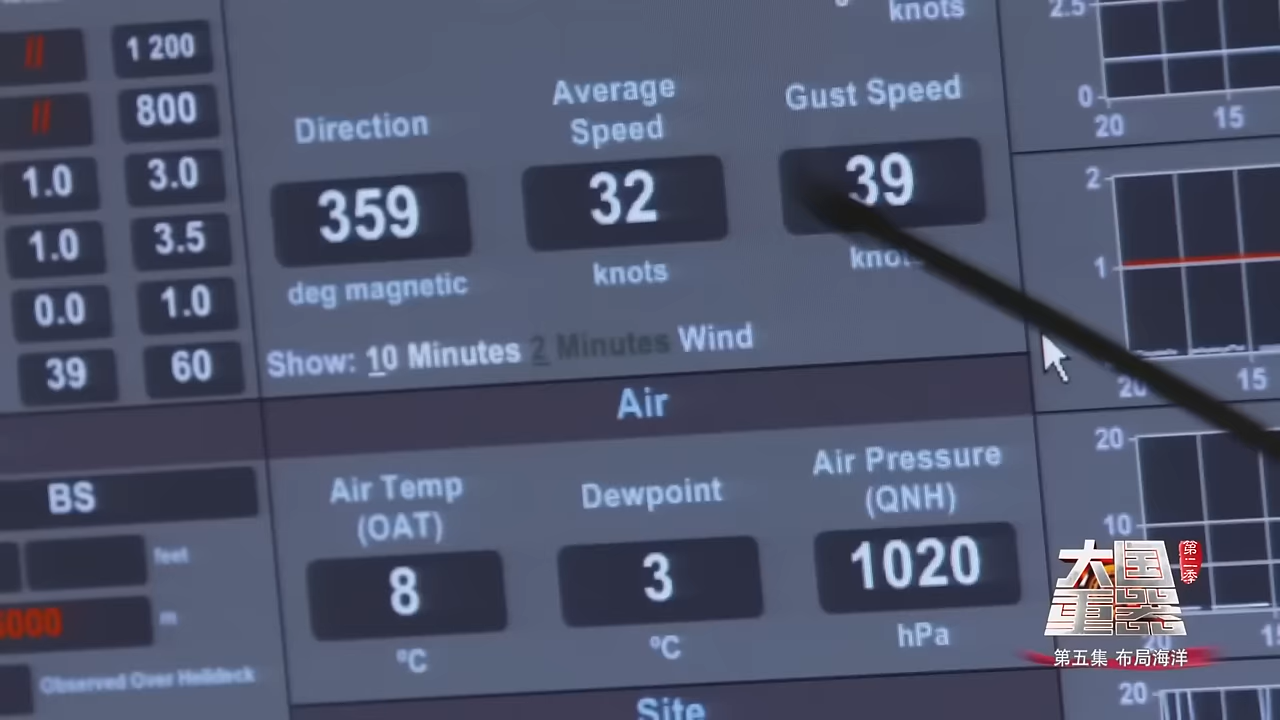 knots
2.5
//
1 200
//
800
1.0
3.0
1.0
3.5
0.0
1.0
39
60
Direction
Average
Speed
Gust Speed
359
32
39
deg magnetic
knots
Show: 10 Minutes 2 Minutes Wind
0
20
15
2
1
15
Air
BS
feet
m
Observed Over Helideck
Air Temp
(OAT)
Dewpoint
Air Pressure
(QNH)
8
3
1020
°C
°C
hPa
Site
20
10
20
20
大国
重器
第二季
第五集 布局海洋